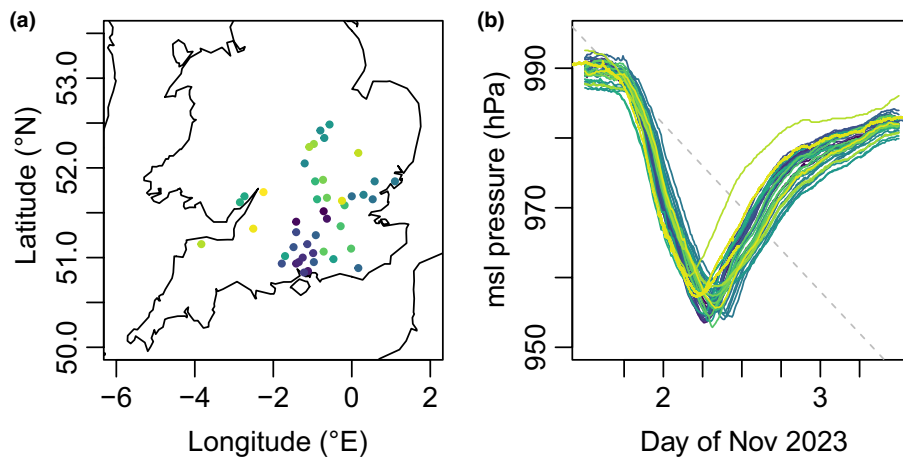 (a)
(b)
53.0
52.0
51.0
50.0
Latitude (°N)
−6
−4
−2
0
2
Longitude (°E)
990
970
950
msl pressure (hPa)
2
3
Day of Nov 2023